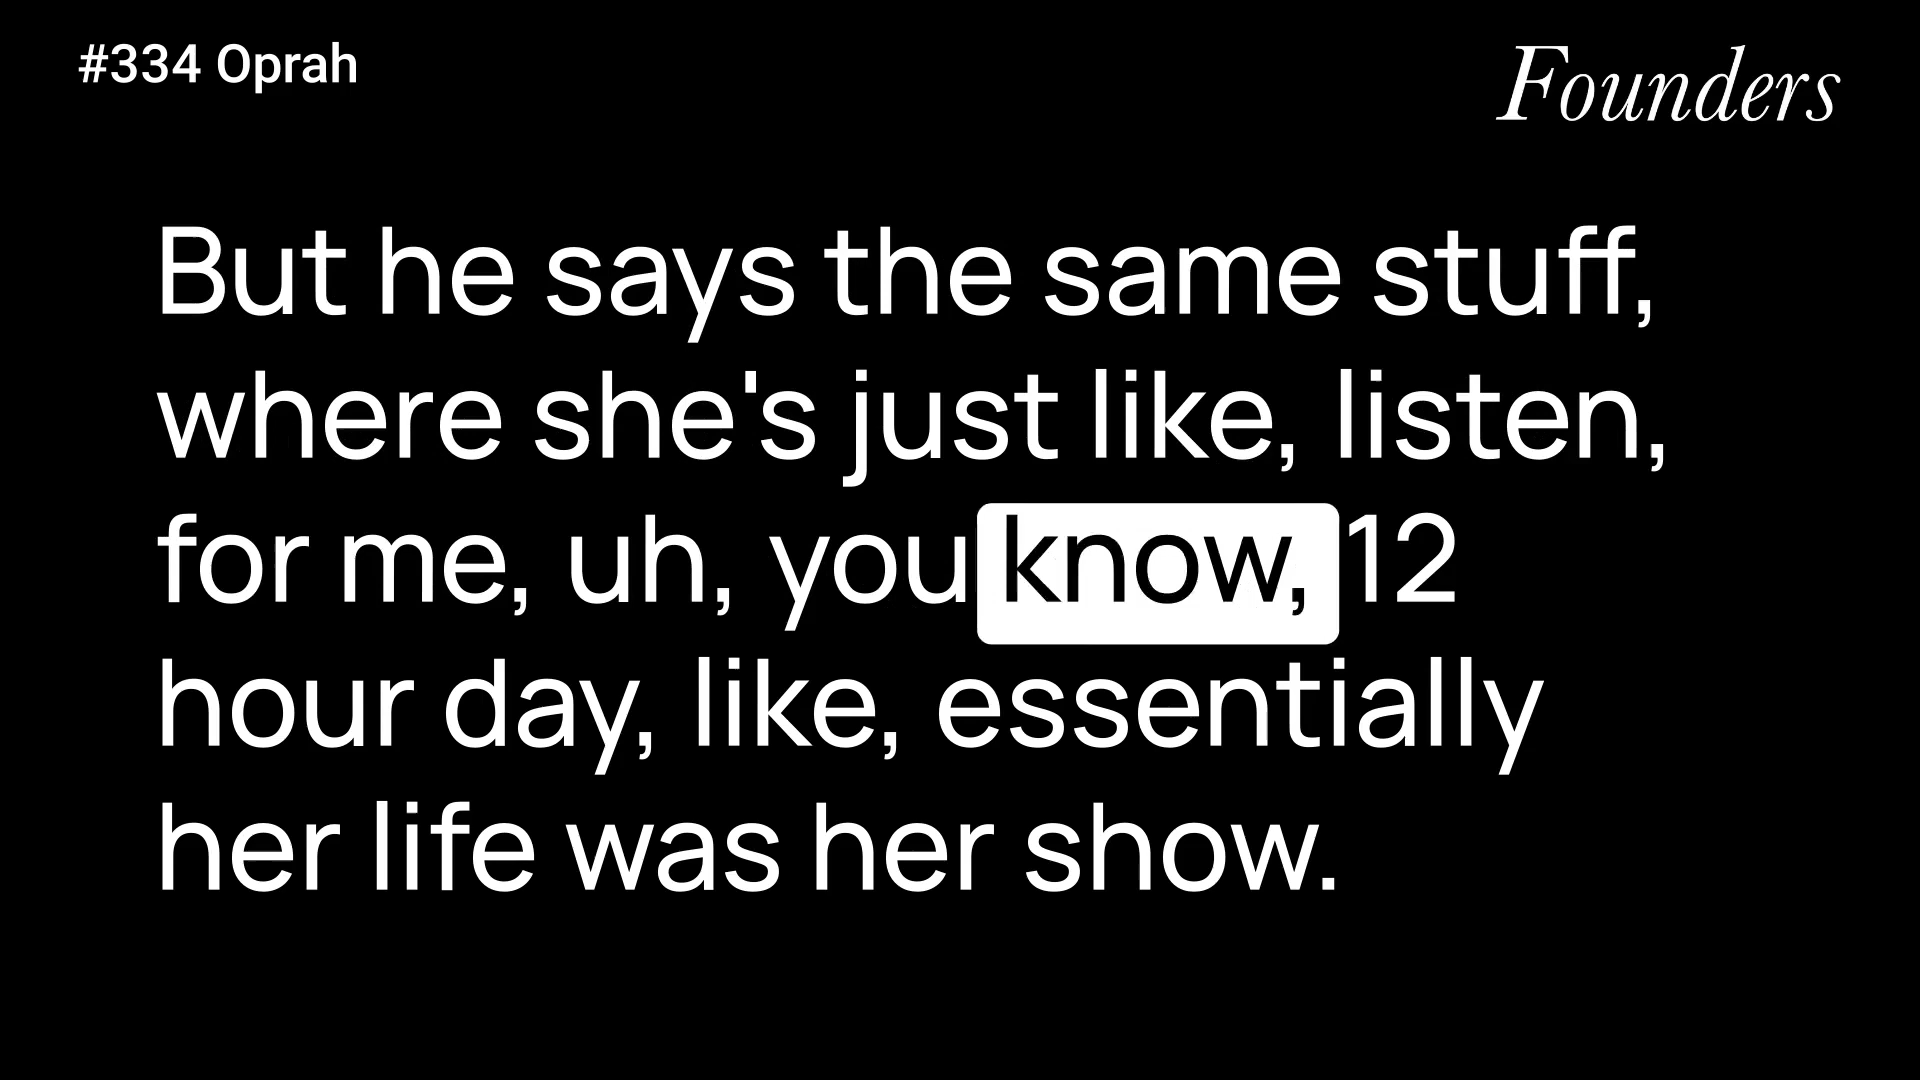 #334 Oprah
Founders
But he says the same stuff,
where she's just like, listen,
for me, uh, you know, 12
hour day, like, essentially
her life was her show.